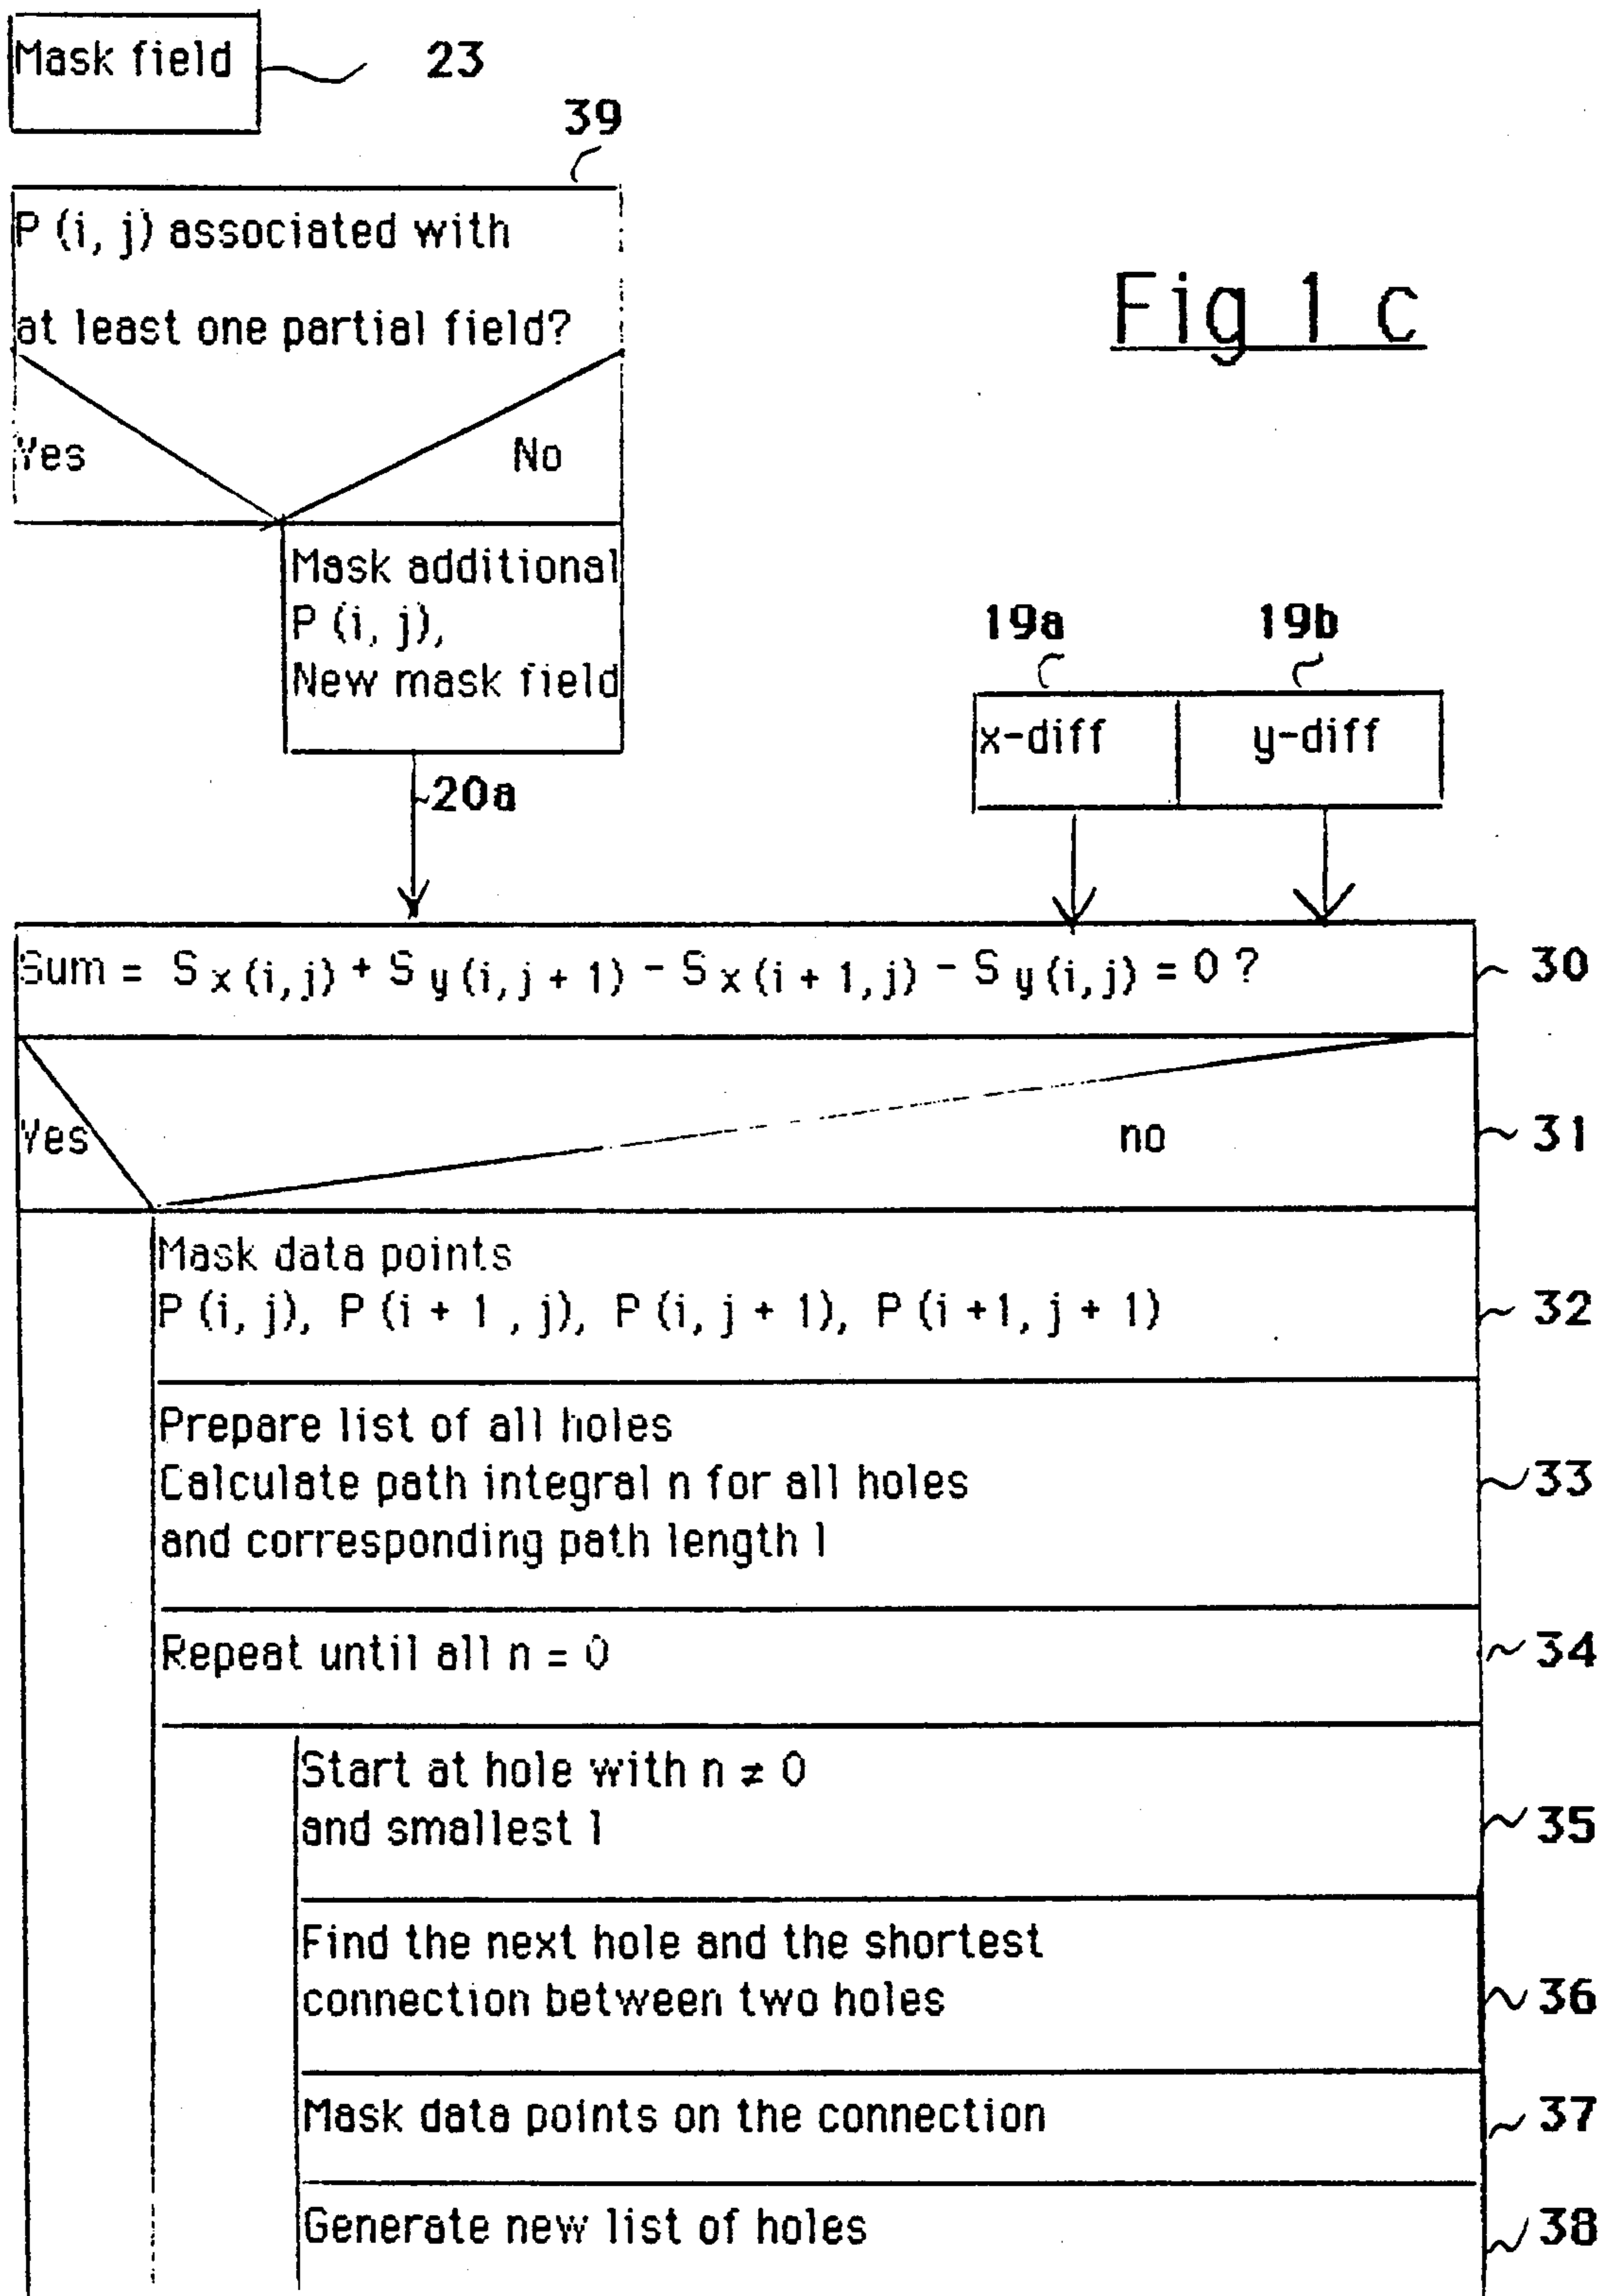 Mask field
23
39
P (i, j) associated with
at least one partial field?
Fig 1 c
Yes
No
Mask additional
P (i, j),
New mask field
19a
19b
x-diff
y-diff
20a
Sum = S x (i,j) + S y (i, j + 1) - S x (i + 1, j) - S y (i,j) = 0 ?
30
Yes
no
31
Mask data points
P (i, j), P (i + 1 , j), P (i, j + 1), P (i +1, j + 1)
32
Prepare list of all holes
Calculate path integral n for all holes
33
and corresponding path length l
Repeat until all n = 0
34
Start at hole with n ≠ 0
and smallest l
35
Find the next hole and the shortest
connection between two holes
36
Mask data points on the connection
37
Generate new list of holes
38